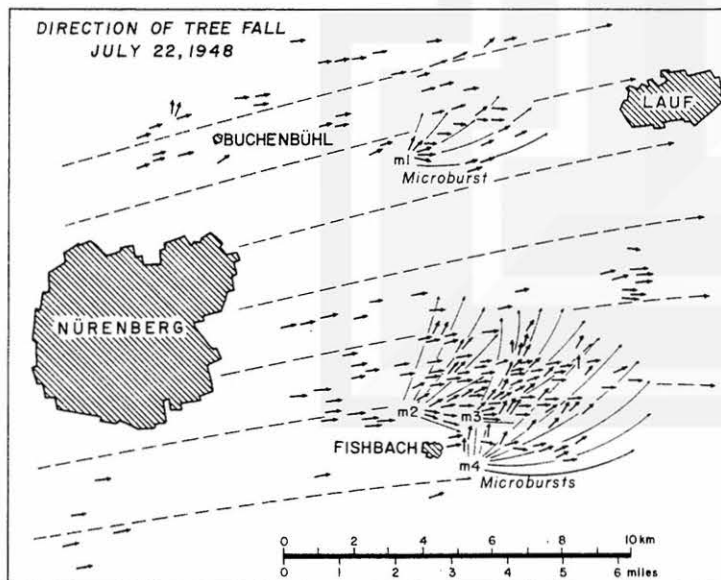 DIRECTION OF TREE FALL
JULY 22, 1948
LAUF
BUCHENBÜHL
m1
Microburst
NÜRENBERG
m2
m3
FISHBACH
m4
Microbursts
0 2 4 6 8 10 km
0 1 2 3 4 5 6 miles